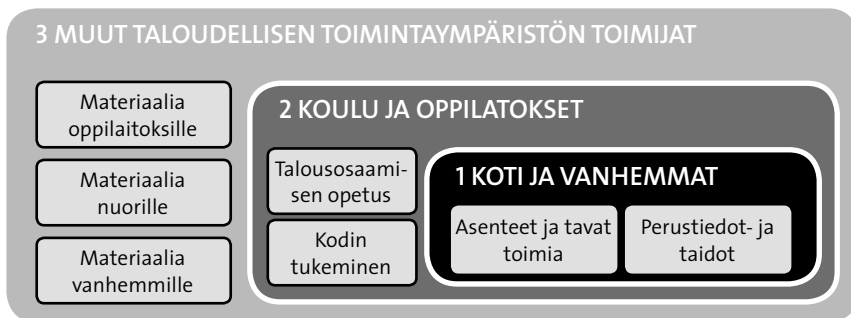 3 MUUT TALOUDELLISEN TOIMINTAYMPÄRISTÖN TOIMIJAT
Materiaalia
oppilaitoksille
Materiaalia
nuorille
Materiaalia
vanhemmille
2 KOULU JA OPPILATOKSET
Talousosaami-
sen opetus
Kodin
tukeminen
1 KOTI JA VANHEMMAT
Asenteet ja tavat
toimia
Perustiedot- ja
taidot